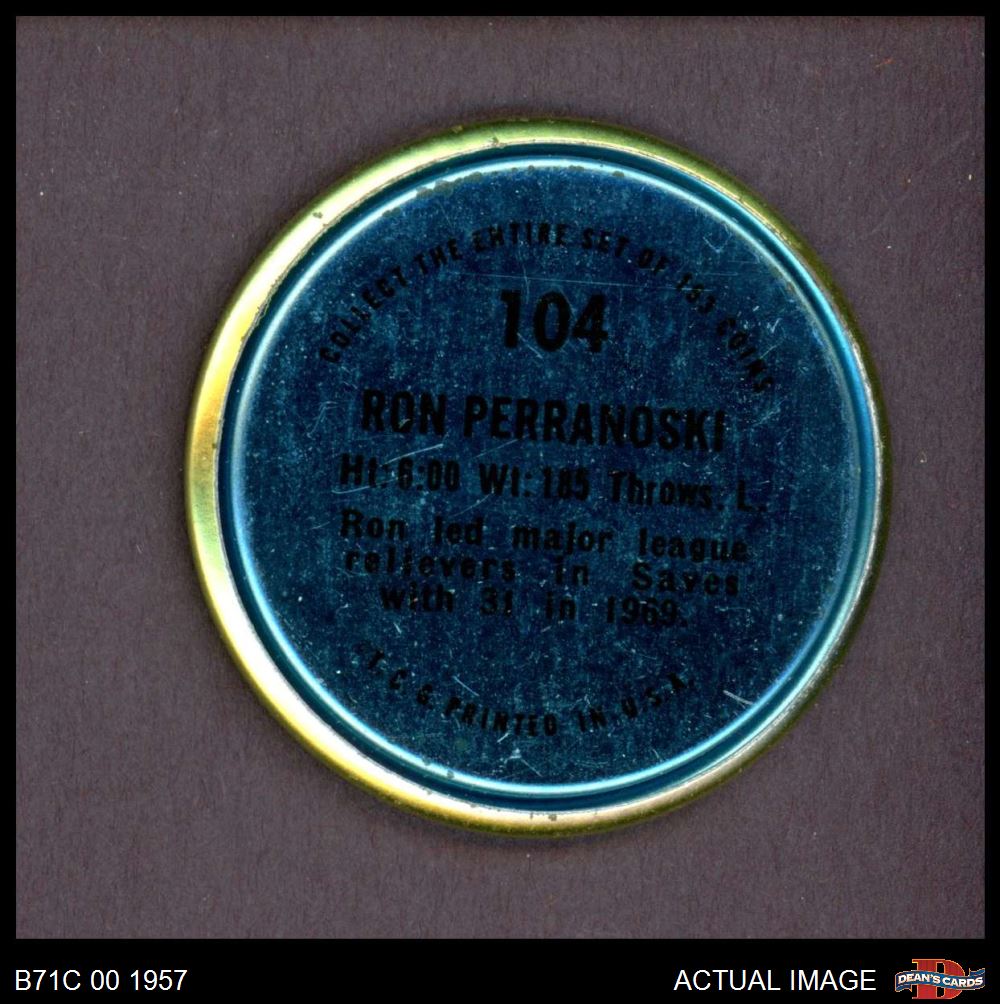 COLLECT THE ENTIRE SET OF 153 COINS
104
RON PERRANOSKI
Ht: 6:00 Wt: 185 Throws. L.
Ron led major league
relievers in Saves
with 31 in 1969.
T. C. G. PRINTED IN U.S.A.
B71C 00 1957
ACTUAL IMAGE
DEAN'S CARDS